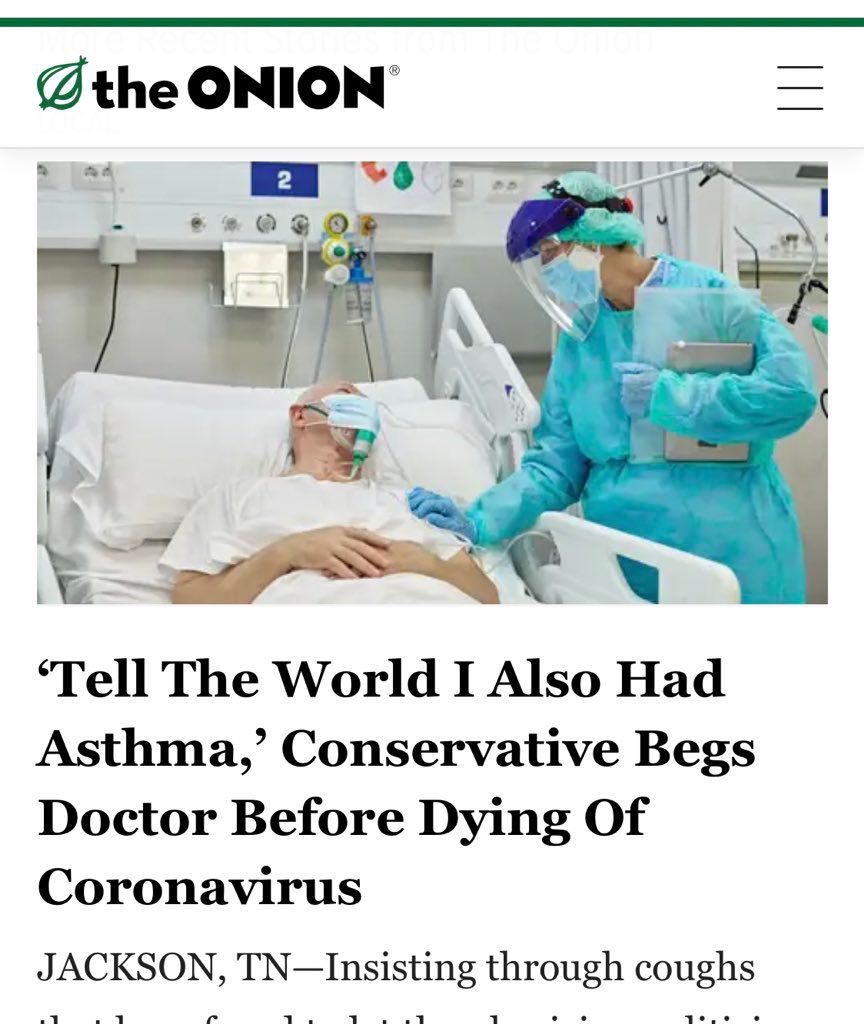 More Recent Stories from The Onion
the ONION®
LOCAL
2
‘Tell The World I Also Had
Asthma,’ Conservative Begs
Doctor Before Dying Of
Coronavirus
JACKSON, TN—Insisting through coughs